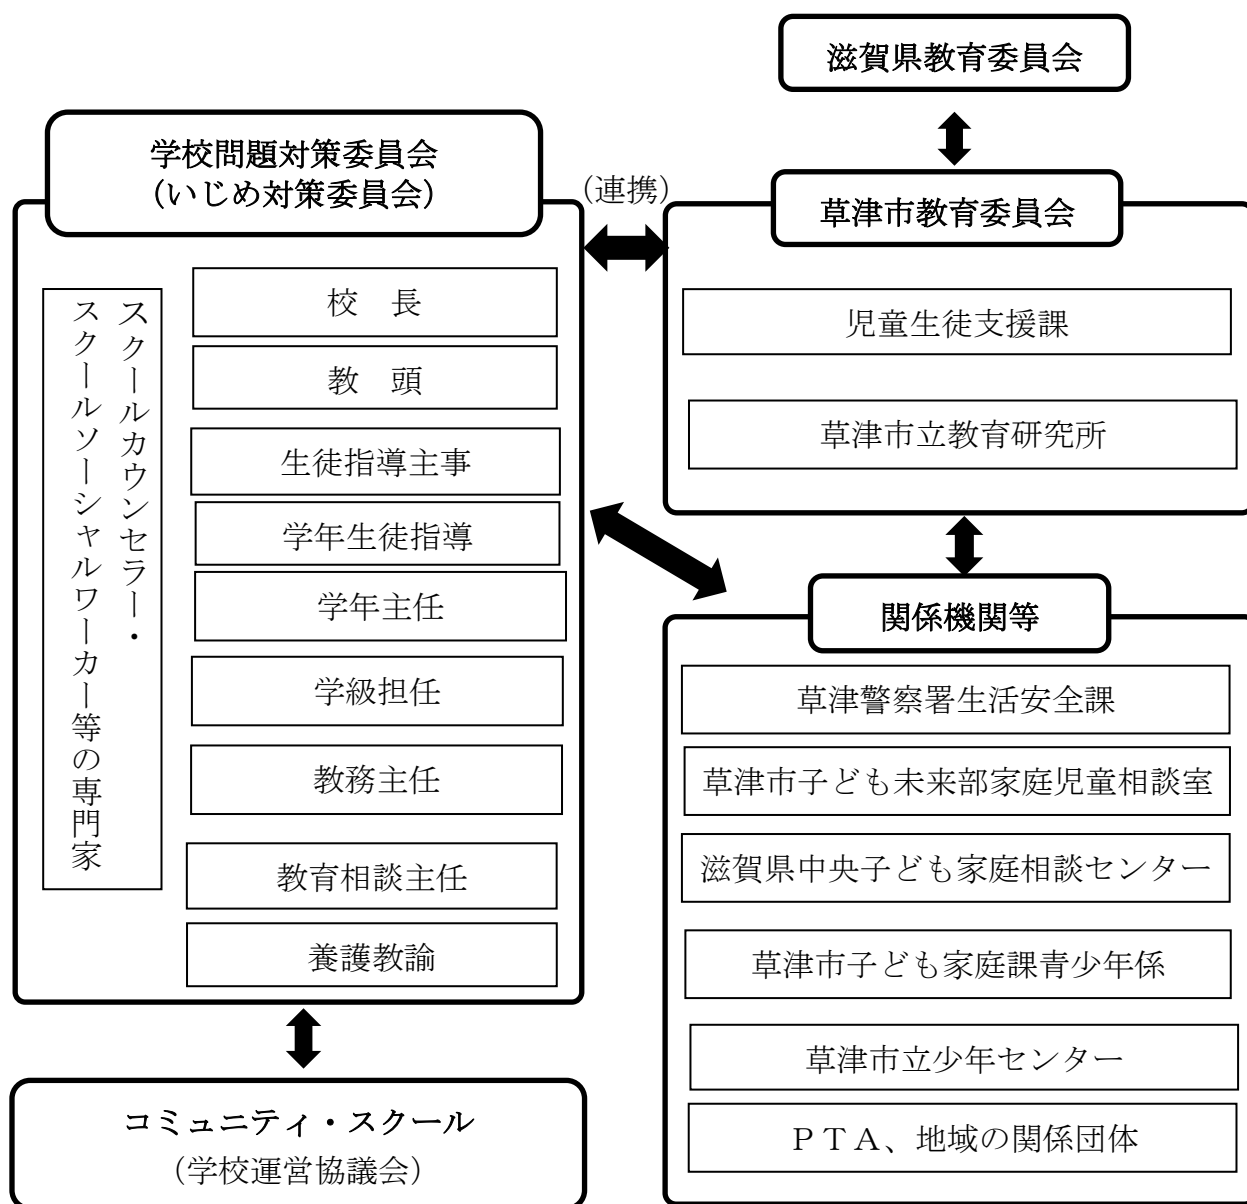 滋賀県教育委員会
学校問題対策委員会
(いじめ対策委員会)
(連携)
草津市教育委員会
スクールカウンセラー・
スクールソーシャルワーカー等の専門家
校　長
教　頭
生徒指導主事
学年生徒指導
学年主任
学級担任
教務主任
教育相談主任
養護教諭
児童生徒支援課
草津市立教育研究所
関係機関等
草津警察署生活安全課
草津市子ども未来部家庭児童相談室
滋賀県中央子ども家庭相談センター
草津市子ども家庭課青少年係
草津市立少年センター
ＰＴＡ、地域の関係団体
コミュニティ・スクール
(学校運営協議会)